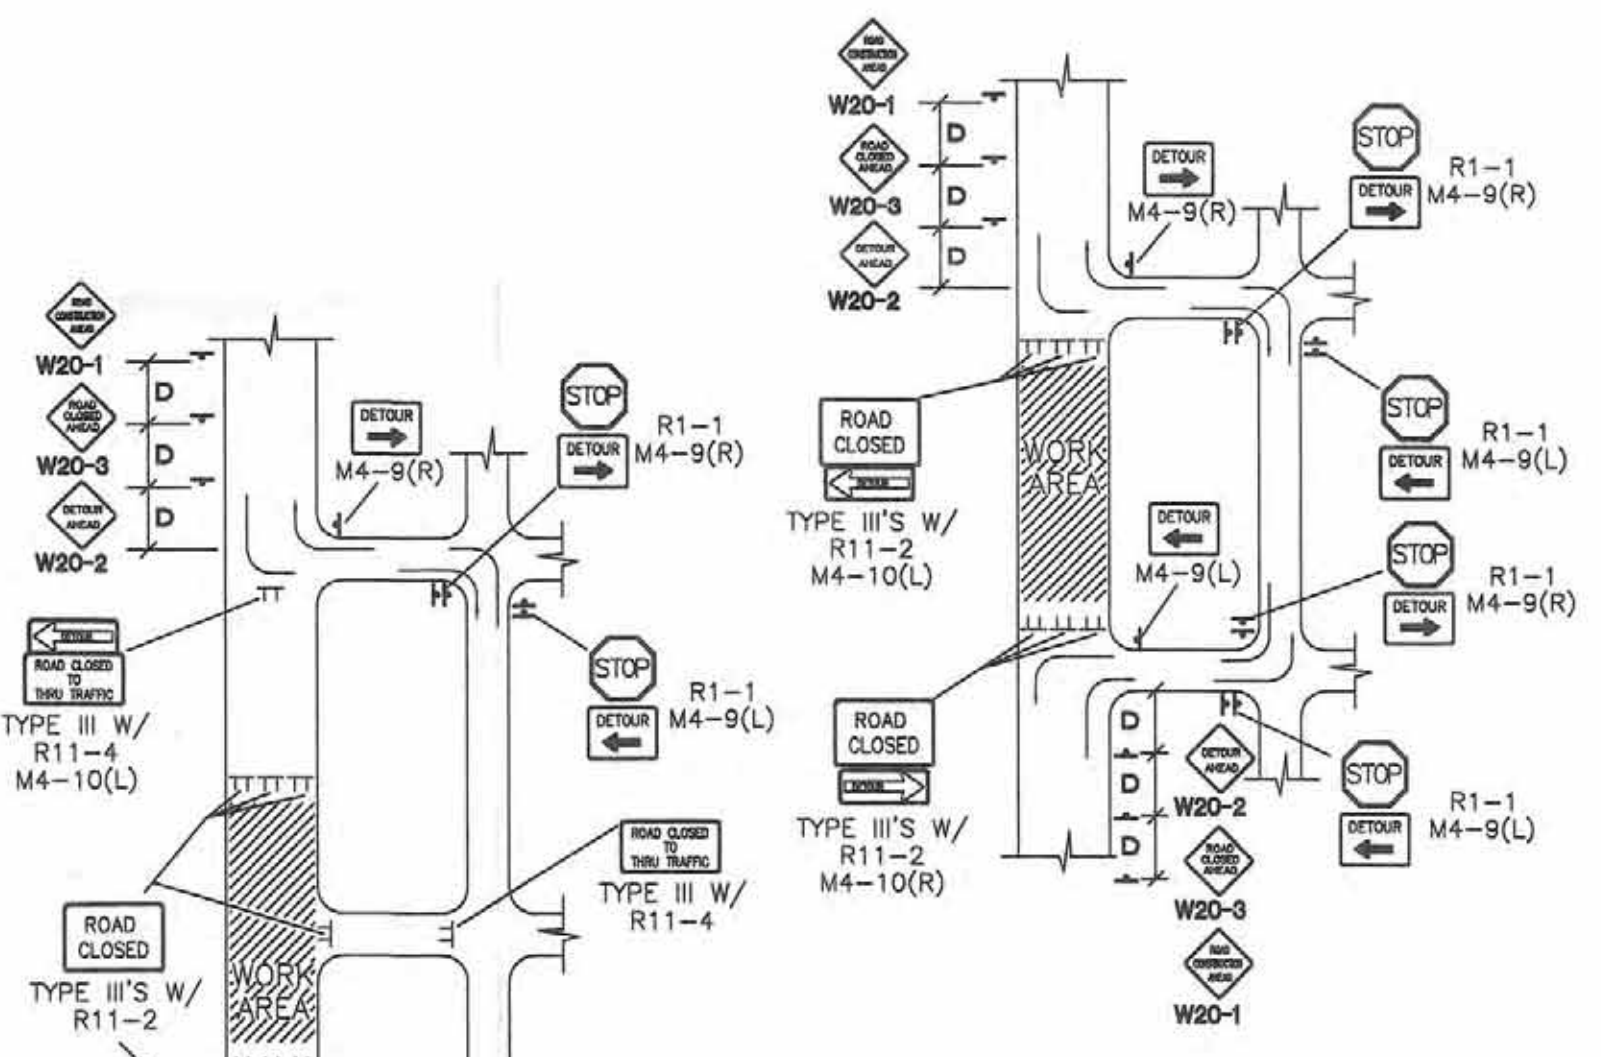 ROAD
CONSTRUCTION
AHEAD
W20-1
D
ROAD
CLOSED
AHEAD
W20-3
D
DETOUR
AHEAD
W20-2
D
DETOUR
M4-9(R)
STOP
DETOUR
R1-1
M4-9(R)
DETOUR
ROAD CLOSED
TO
THRU TRAFFIC
TYPE III W/
R11-4
M4-10(L)
STOP
DETOUR
R1-1
M4-9(L)
ROAD CLOSED
TO
THRU TRAFFIC
TYPE III W/
R11-4
ROAD
CLOSED
TYPE III'S W/
R11-2
WORK
AREA
ROAD
CONSTRUCTION
AHEAD
W20-1
D
ROAD
CLOSED
AHEAD
W20-3
D
DETOUR
AHEAD
W20-2
D
DETOUR
M4-9(R)
STOP
DETOUR
R1-1
M4-9(R)
ROAD
CLOSED
DETOUR
TYPE III'S W/
R11-2
M4-10(L)
WORK
AREA
STOP
DETOUR
R1-1
M4-9(L)
DETOUR
M4-9(L)
STOP
DETOUR
R1-1
M4-9(R)
ROAD
CLOSED
DETOUR
TYPE III'S W/
R11-2
M4-10(R)
D
DETOUR
AHEAD
W20-2
D
ROAD
CLOSED
AHEAD
W20-3
D
ROAD
CONSTRUCTION
AHEAD
W20-1
STOP
DETOUR
R1-1
M4-9(L)